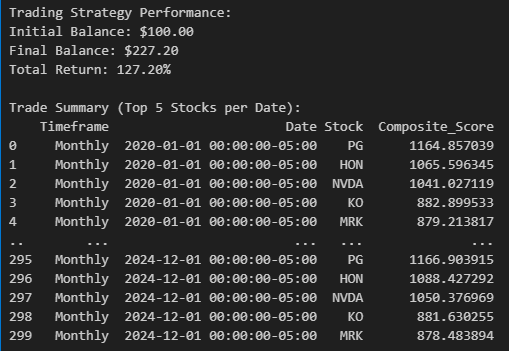 Trading Strategy Performance:
Initial Balance: $100.00
Final Balance: $227.20
Total Return: 127.20%
Trade Summary (Top 5 Stocks per Date):
Timeframe Date Stock Composite_Score
0 Monthly 2020-01-01 00:00:00-05:00 PG 1164.857039
1 Monthly 2020-01-01 00:00:00-05:00 HON 1065.596345
2 Monthly 2020-01-01 00:00:00-05:00 NVDA 1041.027119
3 Monthly 2020-01-01 00:00:00-05:00 KO 882.899533
4 Monthly 2020-01-01 00:00:00-05:00 MRK 879.213817
.. ... ... ... ...
295 Monthly 2024-12-01 00:00:00-05:00 PG 1166.903915
296 Monthly 2024-12-01 00:00:00-05:00 HON 1088.427292
297 Monthly 2024-12-01 00:00:00-05:00 NVDA 1050.376969
298 Monthly 2024-12-01 00:00:00-05:00 KO 881.630255
299 Monthly 2024-12-01 00:00:00-05:00 MRK 878.483894